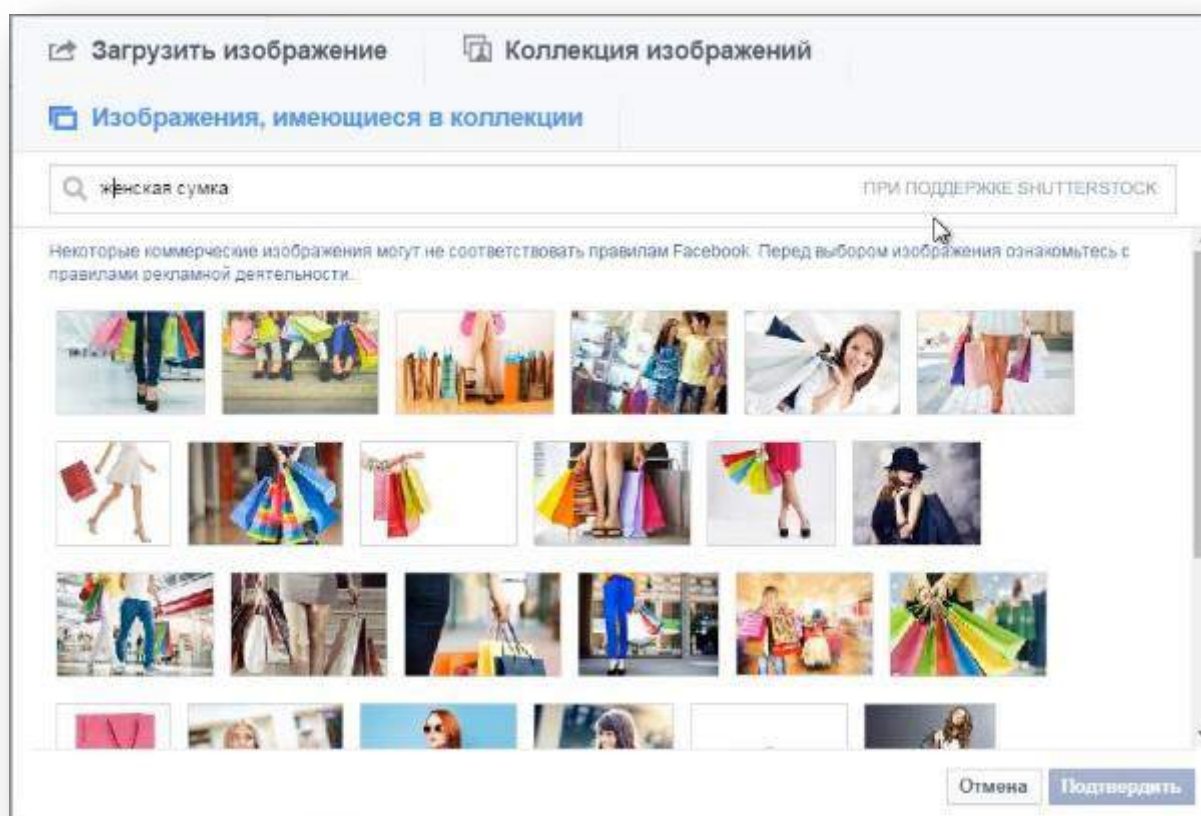 Загрузить изображение
Коллекция изображений
Изображения, имеющиеся в коллекции
женская сумка
ПРИ ПОДДЕРЖКЕ SHUTTERSTOCK
Некоторые коммерческие изображения могут не соответствовать правилам Facebook. Перед выбором изображения ознакомьтесь с
правилами рекламной деятельности.
Отмена
Подтвердить